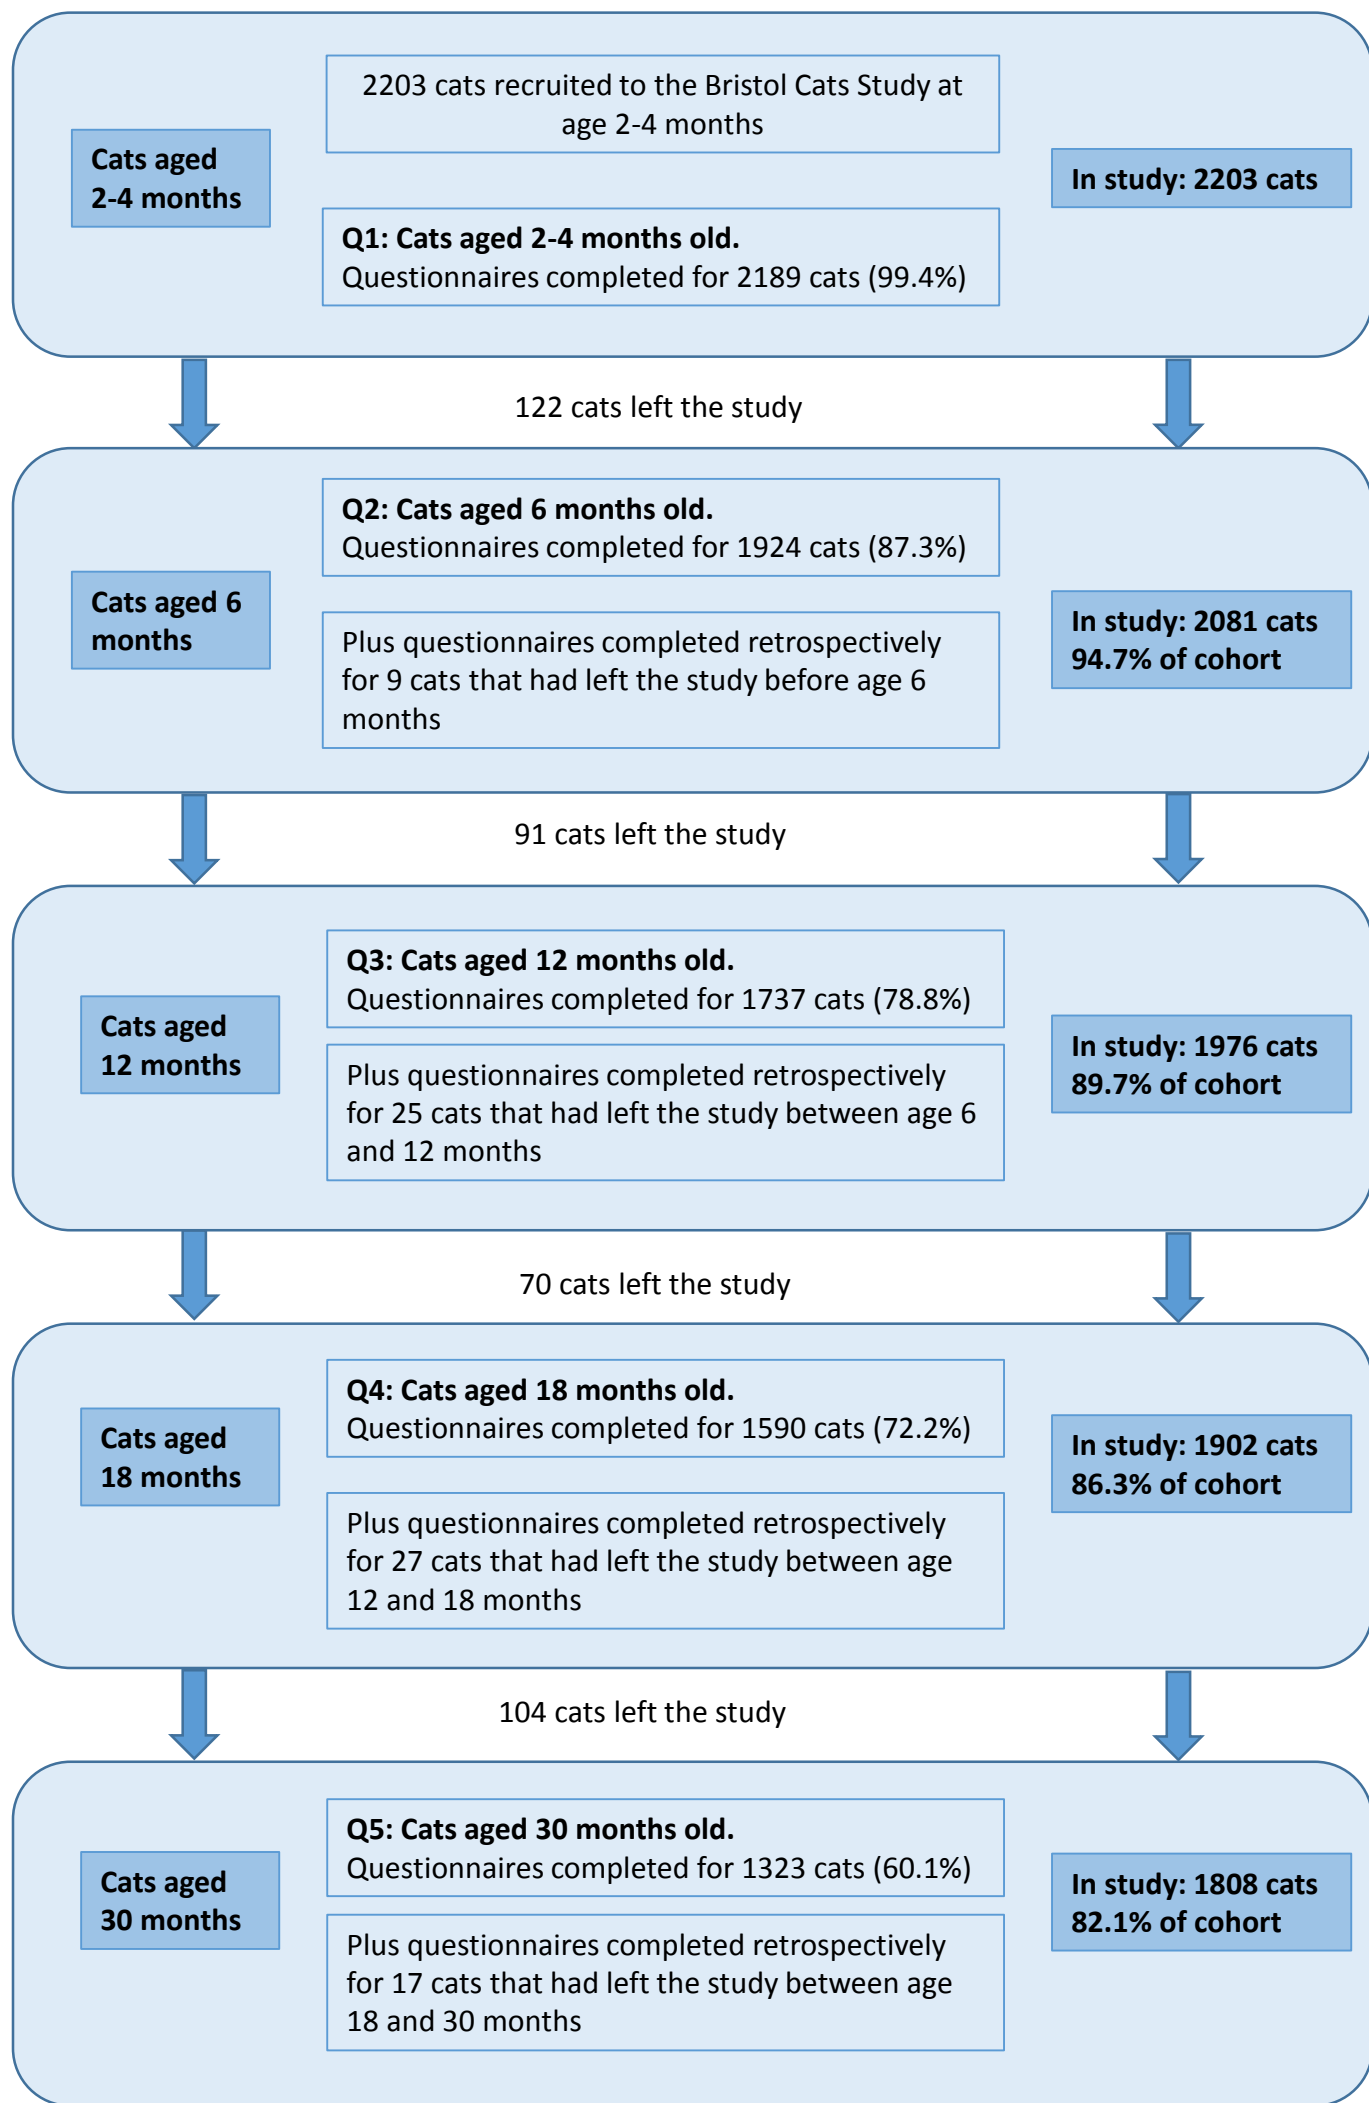 2203 cats recruited to the Bristol Cats Study at
age 2-4 months
Cats aged
2-4 months
In study: 2203 cats
Q1: Cats aged 2-4 months old.
Questionnaires completed for 2189 cats (99.4%)
122 cats left the study
Q2: Cats aged 6 months old.
Questionnaires completed for 1924 cats (87.3%)
Cats aged 6
months
Plus questionnaires completed retrospectively
for 9 cats that had left the study before age 6
months
In study: 2081 cats
94.7% of cohort
91 cats left the study
Q3: Cats aged 12 months old.
Questionnaires completed for 1737 cats (78.8%)
Cats aged
12 months
Plus questionnaires completed retrospectively
for 25 cats that had left the study between age 6
and 12 months
In study: 1976 cats
89.7% of cohort
70 cats left the study
Q4: Cats aged 18 months old.
Questionnaires completed for 1590 cats (72.2%)
Cats aged
18 months
Plus questionnaires completed retrospectively
for 27 cats that had left the study between age
12 and 18 months
In study: 1902 cats
86.3% of cohort
104 cats left the study
Q5: Cats aged 30 months old.
Questionnaires completed for 1323 cats (60.1%)
Cats aged
30 months
Plus questionnaires completed retrospectively
for 17 cats that had left the study between age
18 and 30 months
In study: 1808 cats
82.1% of cohort